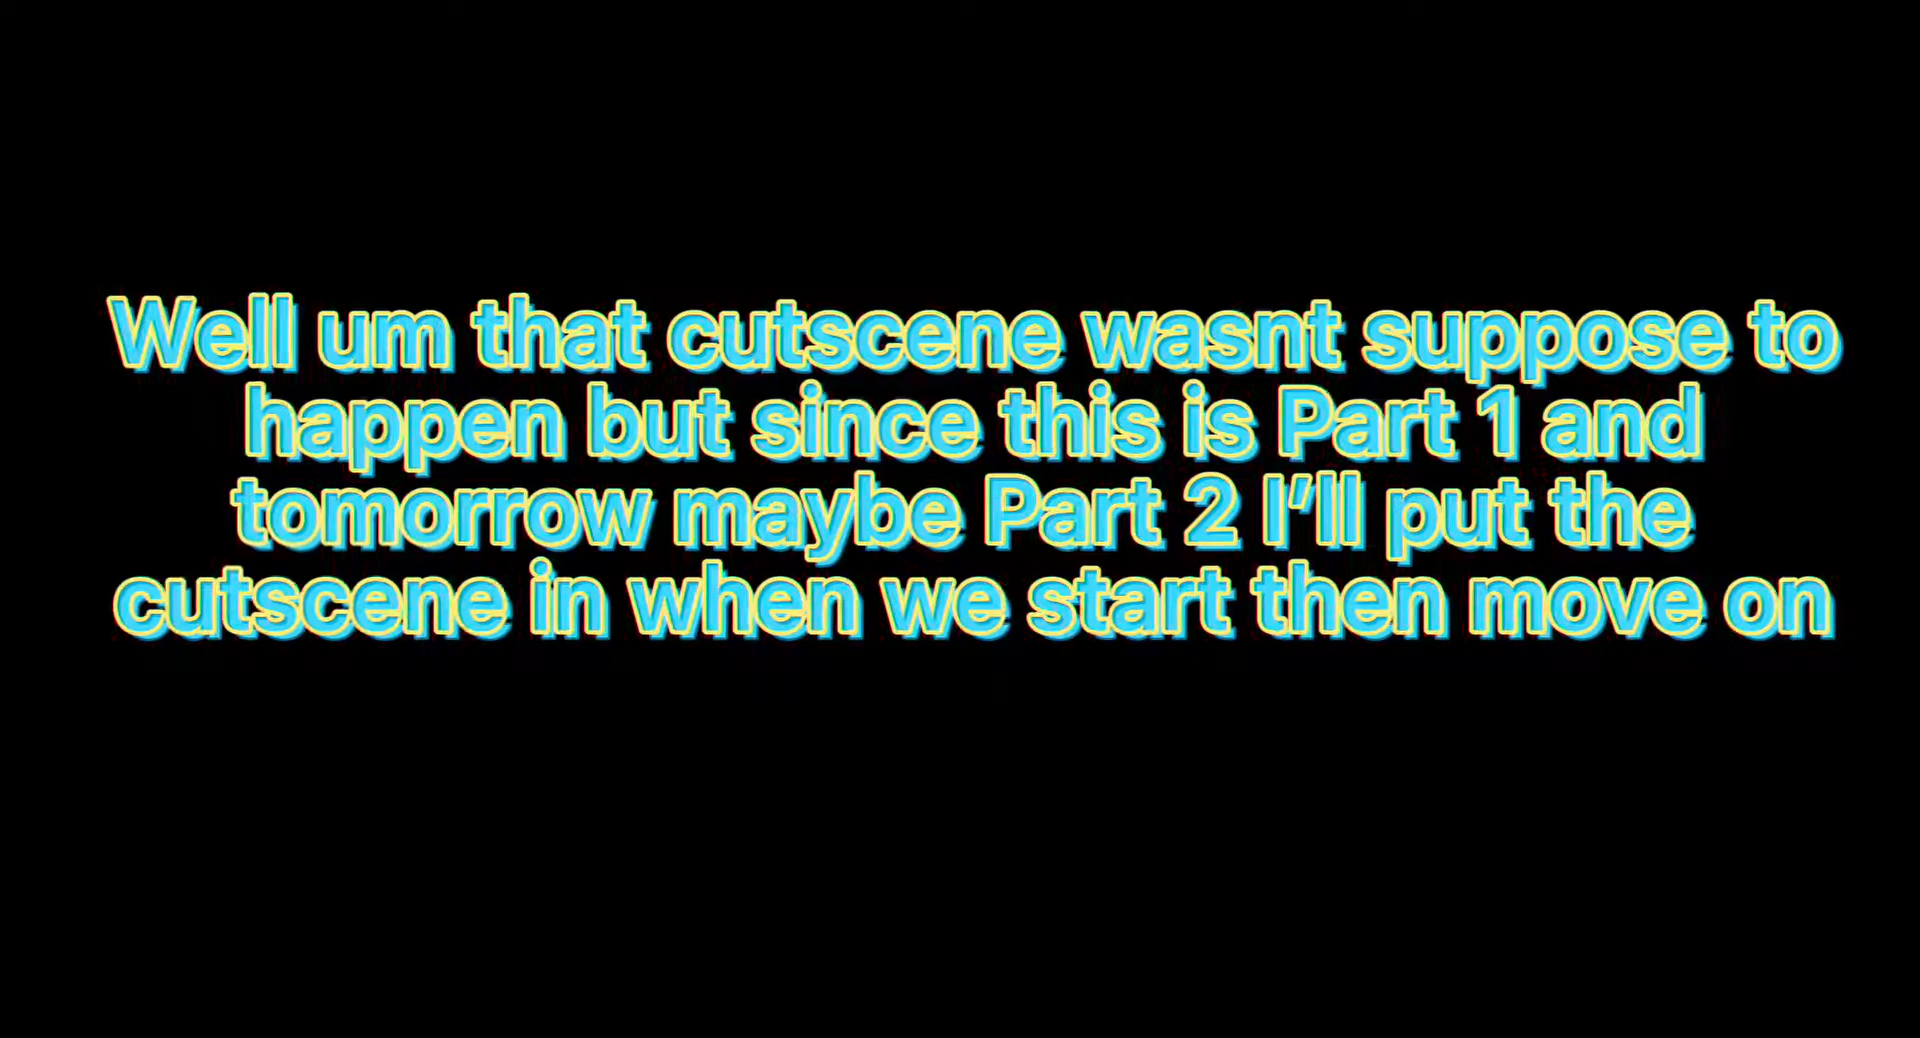 Well um that cutscene wasnt suppose to
happen but since this is Part 1 and
tomorrow maybe Part 2 I’ll put the
cutscene in when we start then move on